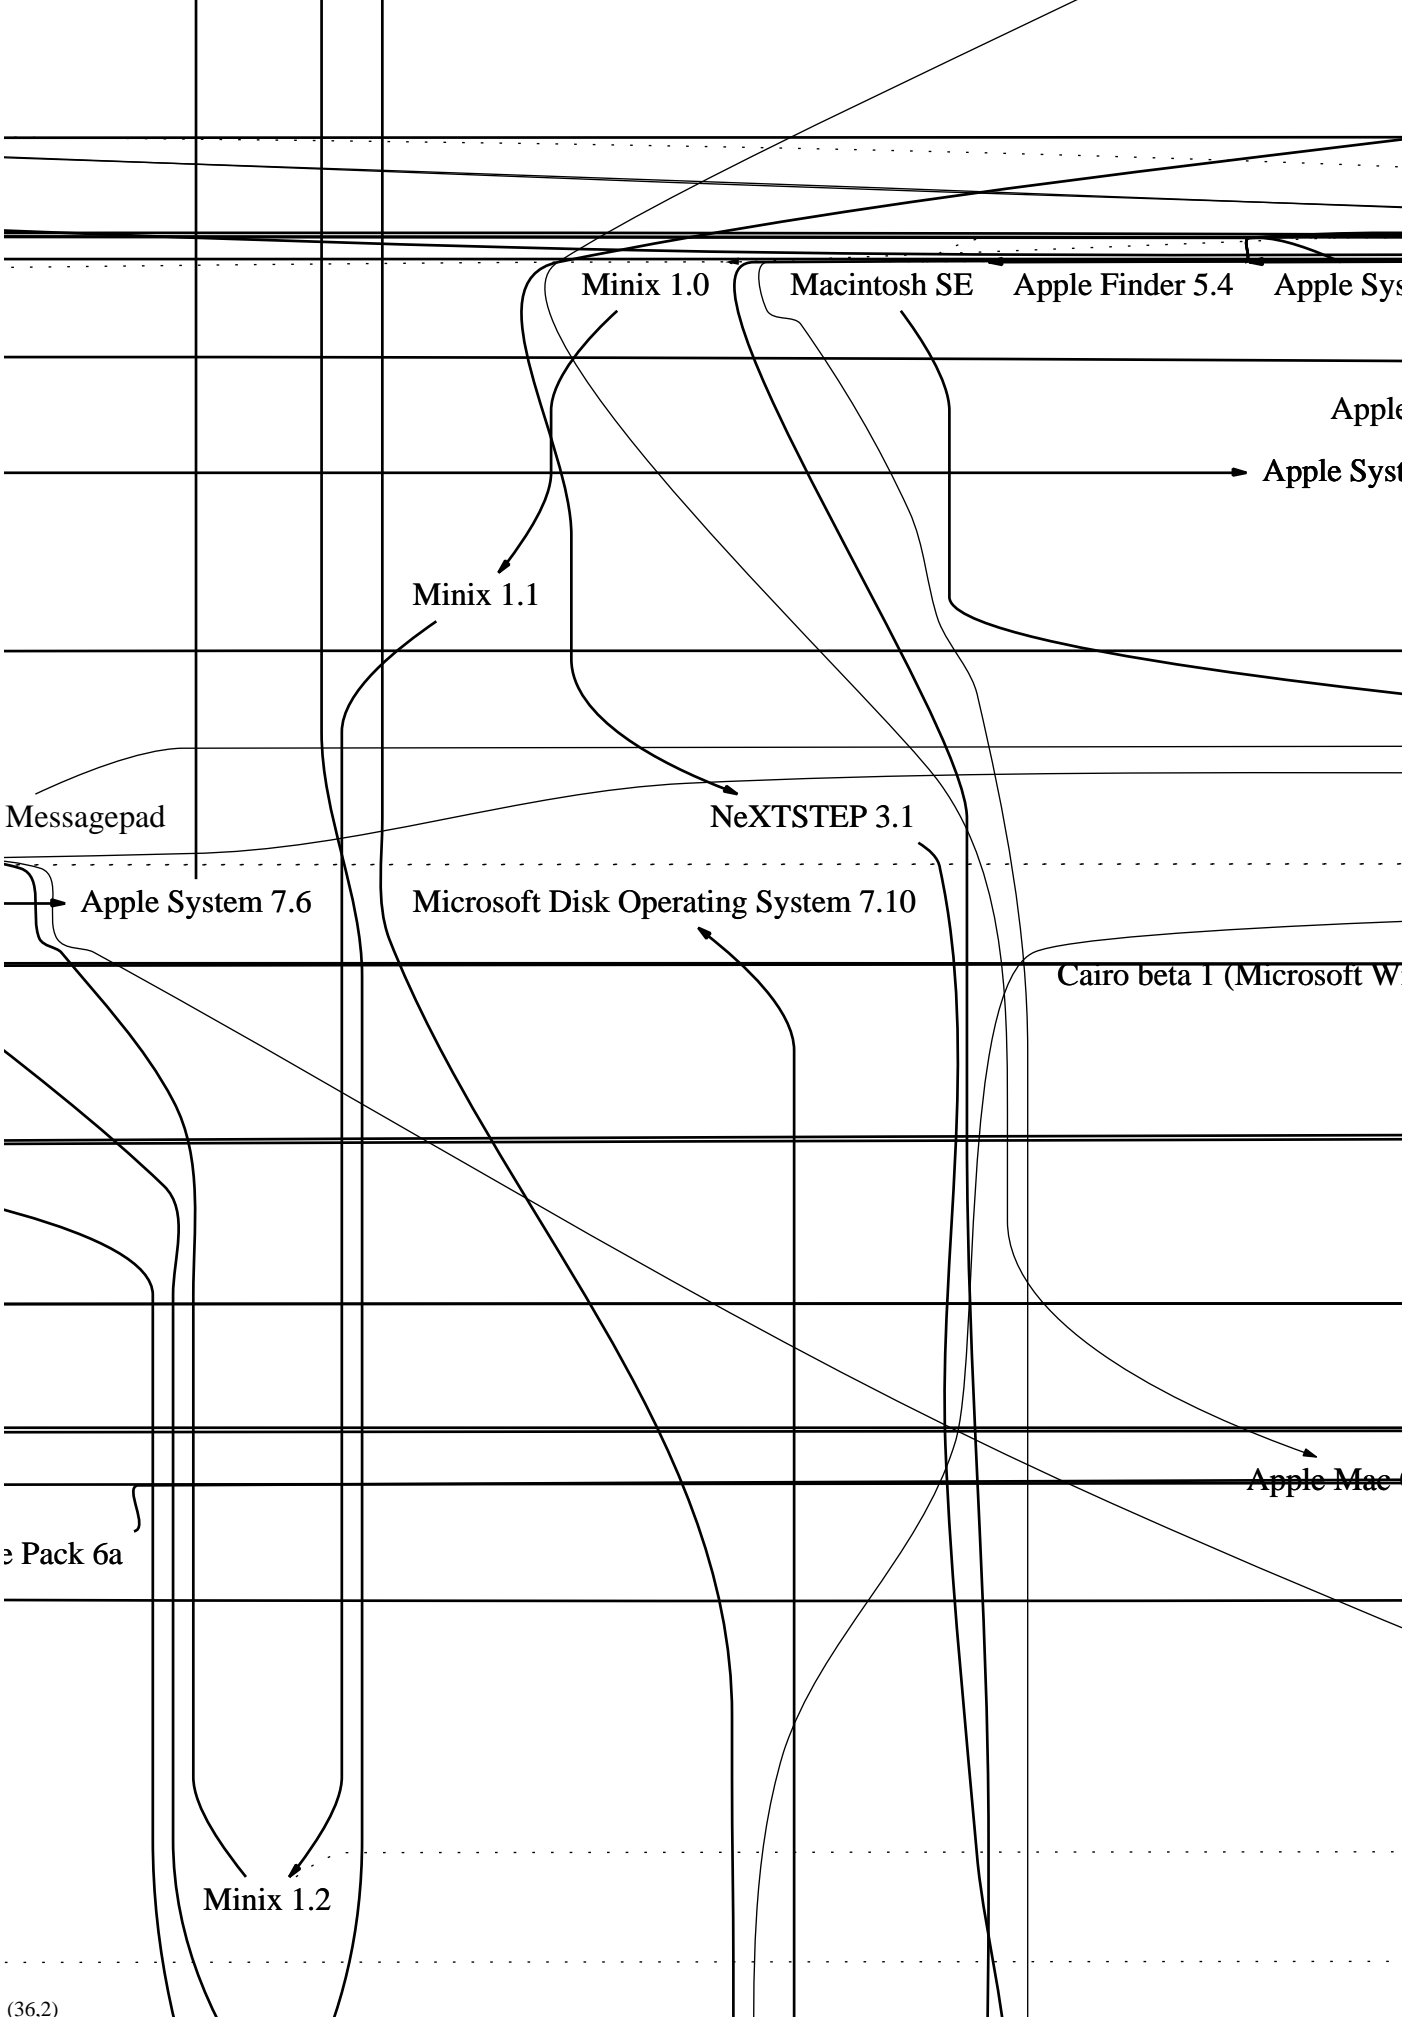 Minix 1.0
Macintosh SE
Apple Finder 5.4
Apple Sys
Apple
Apple Syst
Minix 1.1
Messagepad
NeXTSTEP 3.1
Apple System 7.6
Microsoft Disk Operating System 7.10
Cairo beta 1 (Microsoft Wi
Apple Mac
e Pack 6a
Minix 1.2
(36,2)